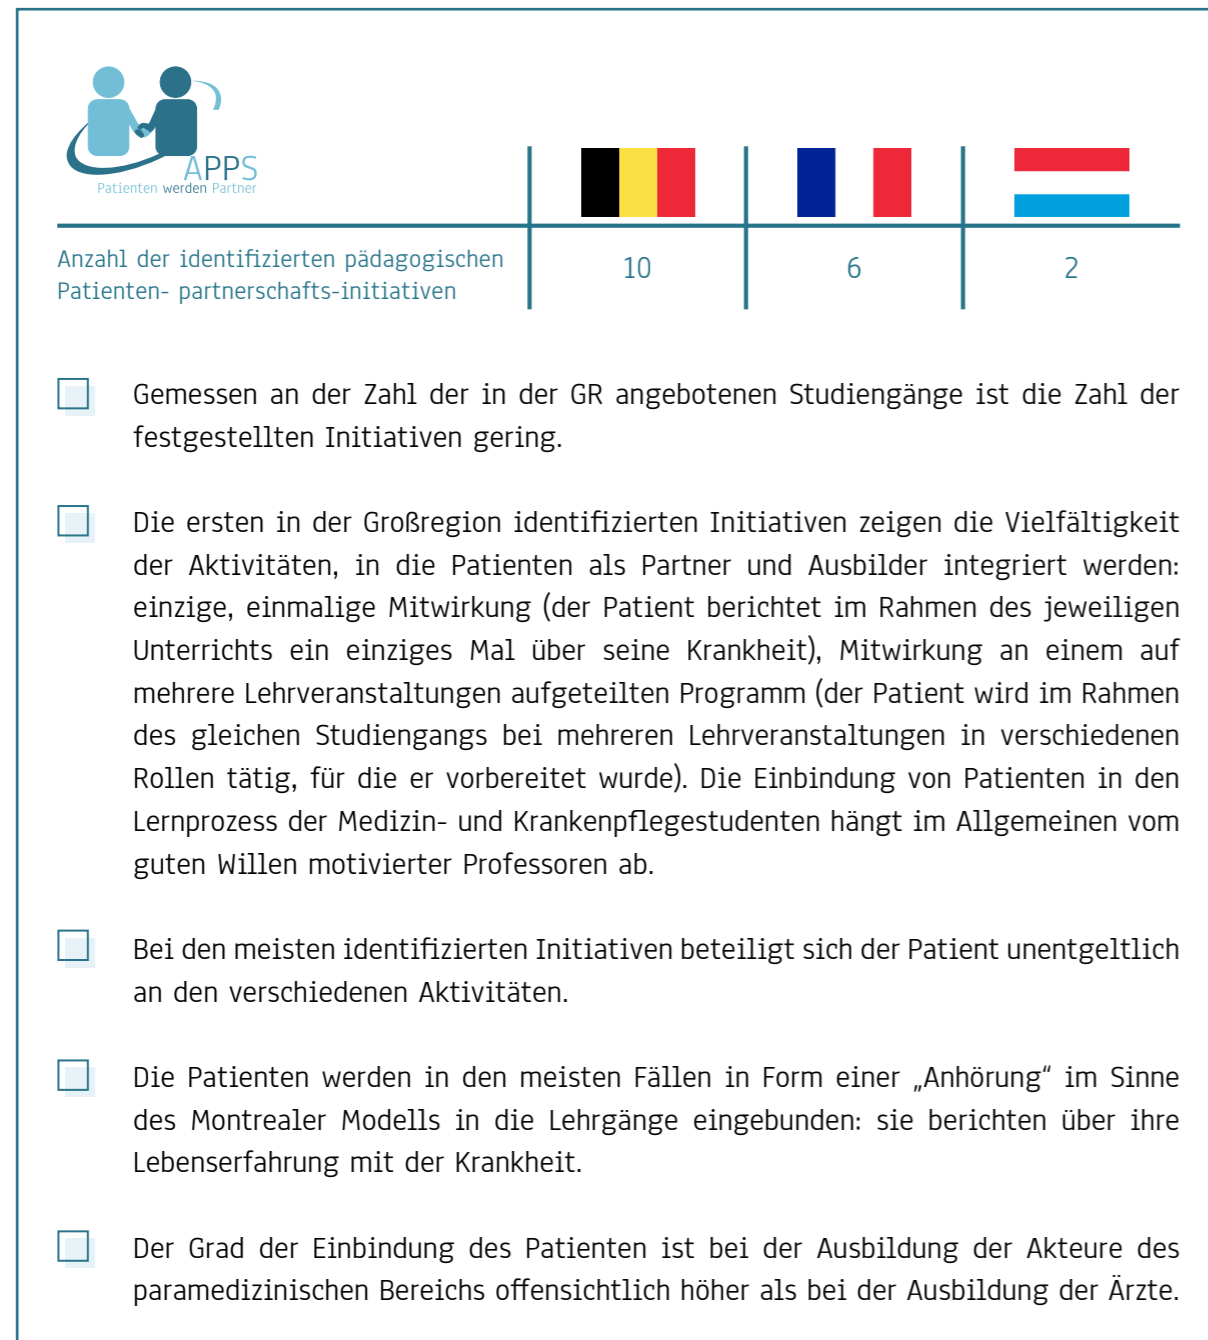 APPS
Patienten werden Partner
Anzahl der identifizierten pädagogischen
Patienten- partnerschafts-initiativen
10
6
2
Gemessen an der Zahl der in der GR angebotenen Studiengänge ist die Zahl der
festgestellten Initiativen gering.
Die ersten in der Großregion identifizierten Initiativen zeigen die Vielfältigkeit
der Aktivitäten, in die Patienten als Partner und Ausbilder integriert werden:
einzige, einmalige Mitwirkung (der Patient berichtet im Rahmen des jeweiligen
Unterrichts ein einziges Mal über seine Krankheit), Mitwirkung an einem auf
mehrere Lehrveranstaltungen aufgeteilten Programm (der Patient wird im Rahmen
des gleichen Studiengangs bei mehreren Lehrveranstaltungen in verschiedenen
Rollen tätig, für die er vorbereitet wurde). Die Einbindung von Patienten in den
Lernprozess der Medizin- und Krankenpflegestudenten hängt im Allgemeinen vom
guten Willen motivierter Professoren ab.
Bei den meisten identifizierten Initiativen beteiligt sich der Patient unentgeltlich
an den verschiedenen Aktivitäten.
Die Patienten werden in den meisten Fällen in Form einer „Anhörung“ im Sinne
des Montrealer Modells in die Lehrgänge eingebunden: sie berichten über ihre
Lebenserfahrung mit der Krankheit.
Der Grad der Einbindung des Patienten ist bei der Ausbildung der Akteure des
paramedizinischen Bereichs offensichtlich höher als bei der Ausbildung der Ärzte.